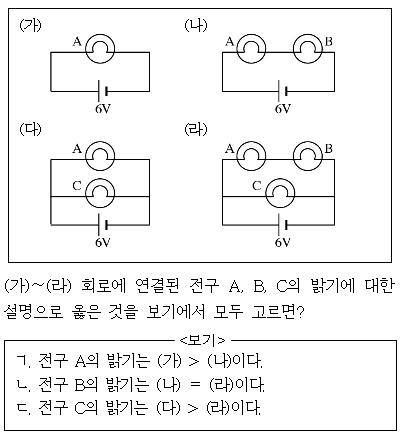 (가)
(나)
A
A
B
6V
6V
(다)
(라)
A
A
B
C
C
6V
6V
(가)~(라) 회로에 연결된 전구 A, B, C의 밝기에 대한
설명으로 옳은 것을 보기에서 모두 고르면?
<보기>
ㄱ. 전구 A의 밝기는 (가) > (나)이다.
ㄴ. 전구 B의 밝기는 (나) = (라)이다.
ㄷ. 전구 C의 밝기는 (다) > (라)이다.